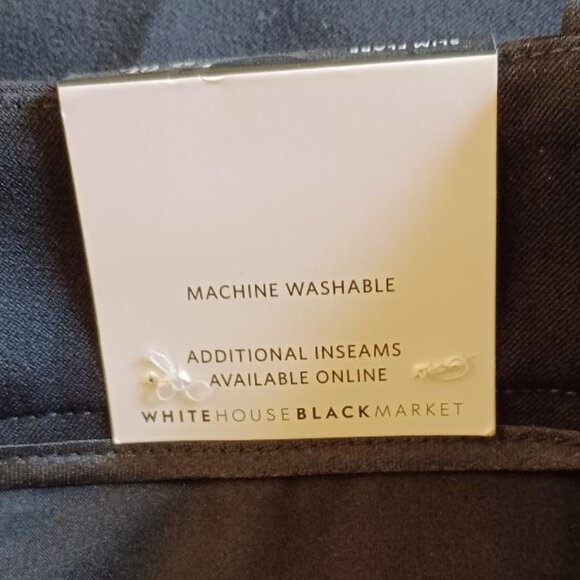 MACHINE WASHABLE
ADDITIONAL INSEAMS
AVAILABLE ONLINE
WHITEHOUSEBLACKMARKET